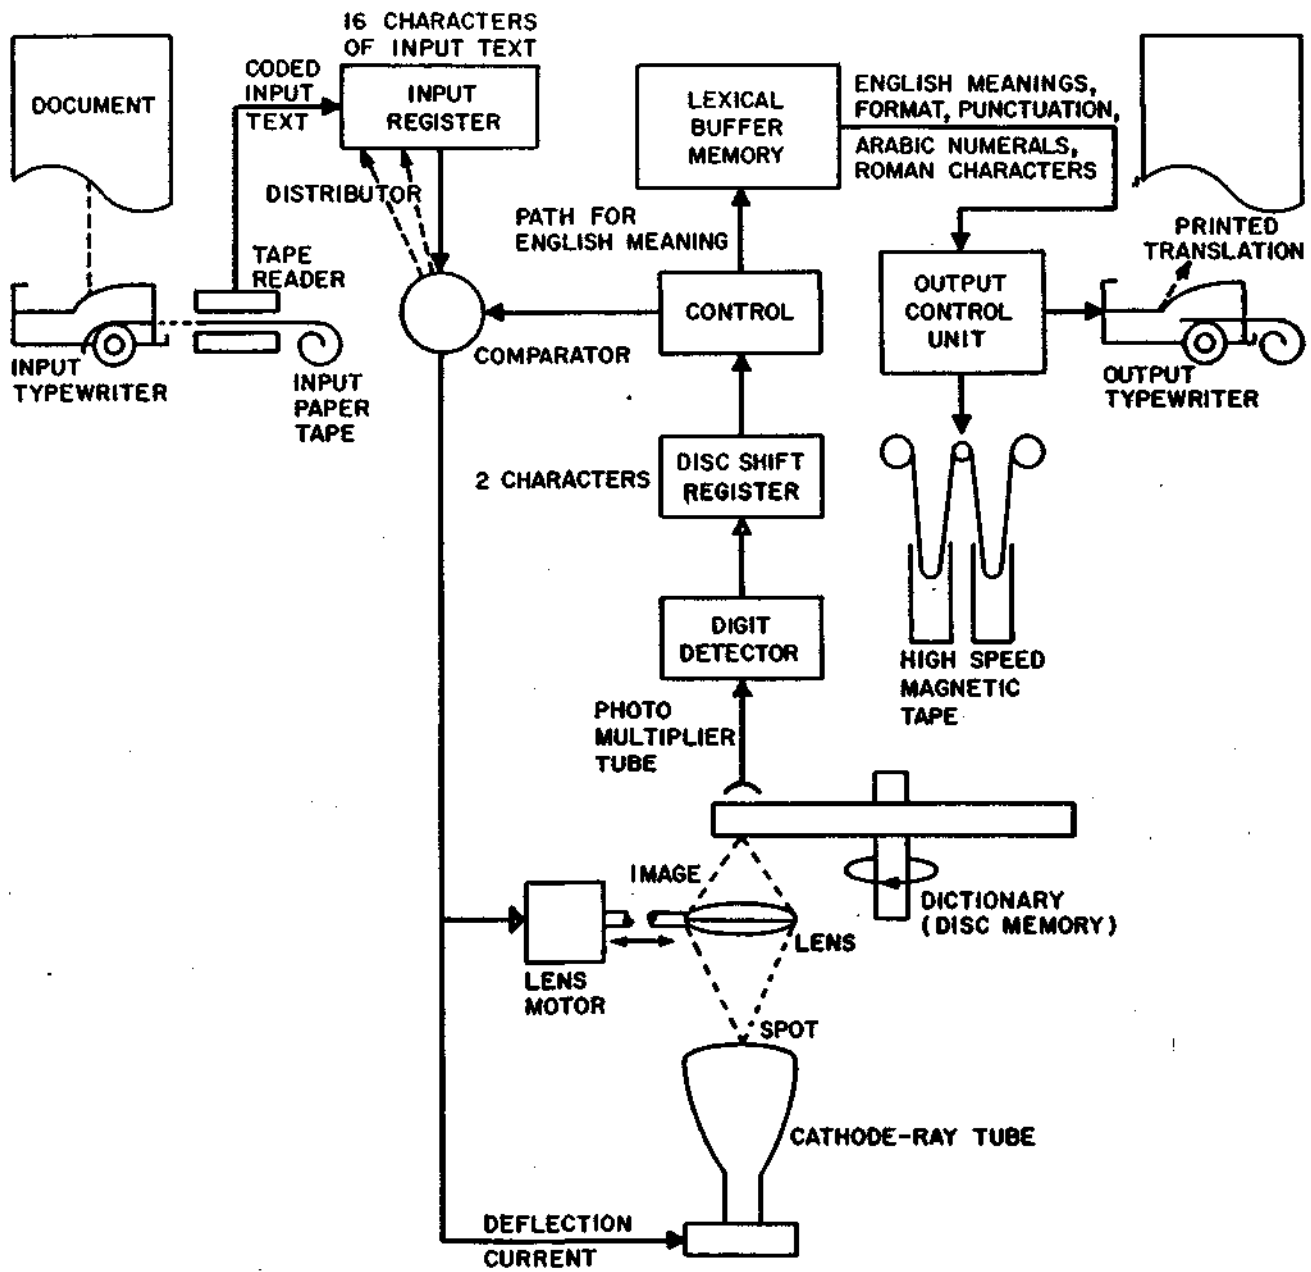 16 CHARACTERS
OF INPUT TEXT
DOCUMENT
CODED
INPUT
TEXT
INPUT
REGISTER
DISTRIBUTOR
TAPE
READER
INPUT
TYPEWRITER
INPUT
PAPER
TAPE
COMPARATOR
LEXICAL
BUFFER
MEMORY
ENGLISH MEANINGS,
FORMAT, PUNCTUATION,
ARABIC NUMERALS,
ROMAN CHARACTERS
PATH FOR
ENGLISH MEANING
CONTROL
OUTPUT
CONTROL
UNIT
PRINTED
TRANSLATION
OUTPUT
TYPEWRITER
2 CHARACTERS
DISC SHIFT
REGISTER
HIGH SPEED
MAGNETIC
TAPE
DIGIT
DETECTOR
PHOTO
MULTIPLIER
TUBE
IMAGE
DICTIONARY
(DISC MEMORY)
LENS
LENS
MOTOR
SPOT
CATHODE-RAY TUBE
DEFLECTION
CURRENT